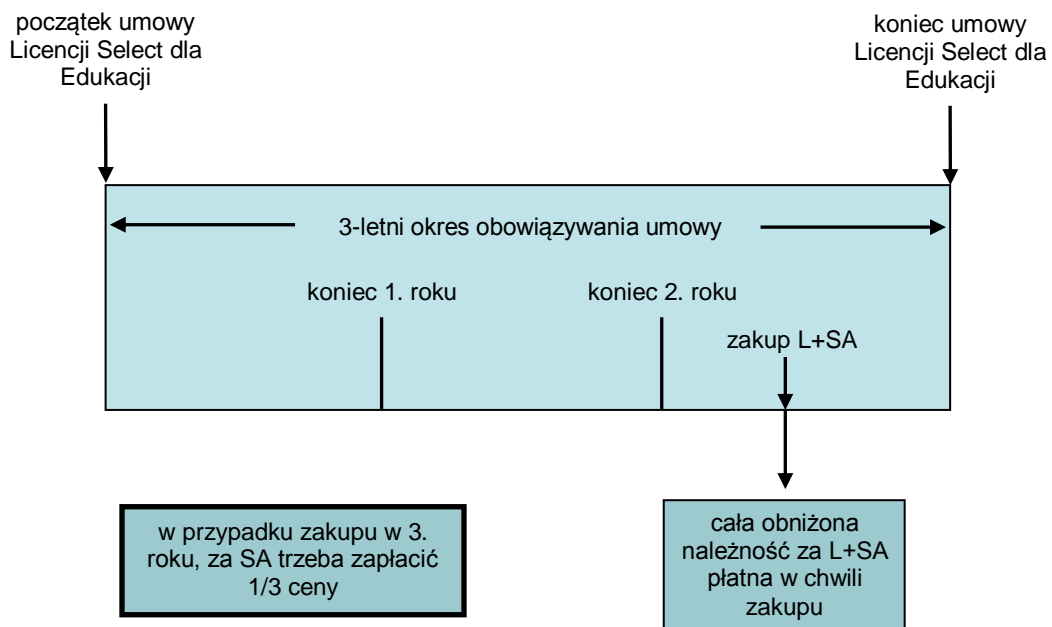 początek umowy
Licencji Select dla
Edukacji
koniec umowy
Licencji Select dla
Edukacji
3-letni okres obowiązywania umowy
koniec 1. roku
koniec 2. roku
zakup L+SA
w przypadku zakupu w 3.
roku, za SA trzeba zapłacić
1/3 ceny
cała obniżona
należność za L+SA
płatna w chwili
zakupu